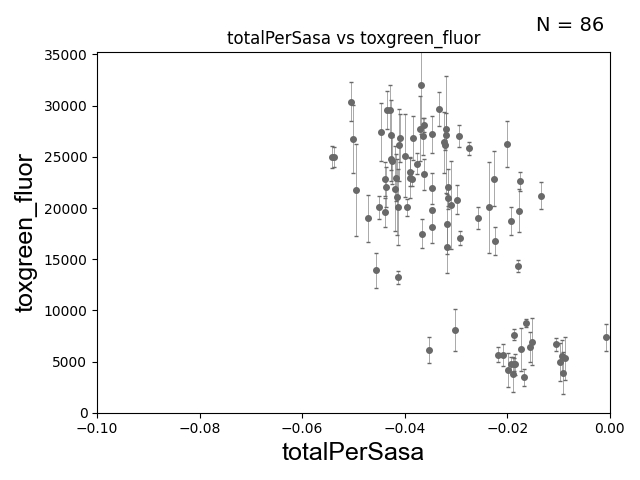 N = 86
totalPerSasa vs toxgreen_fluor
35000
30000
25000
20000
15000
10000
5000
0
toxgreen_fluor
−0.10 −0.08 −0.06 −0.04 −0.02 0.00
totalPerSasa